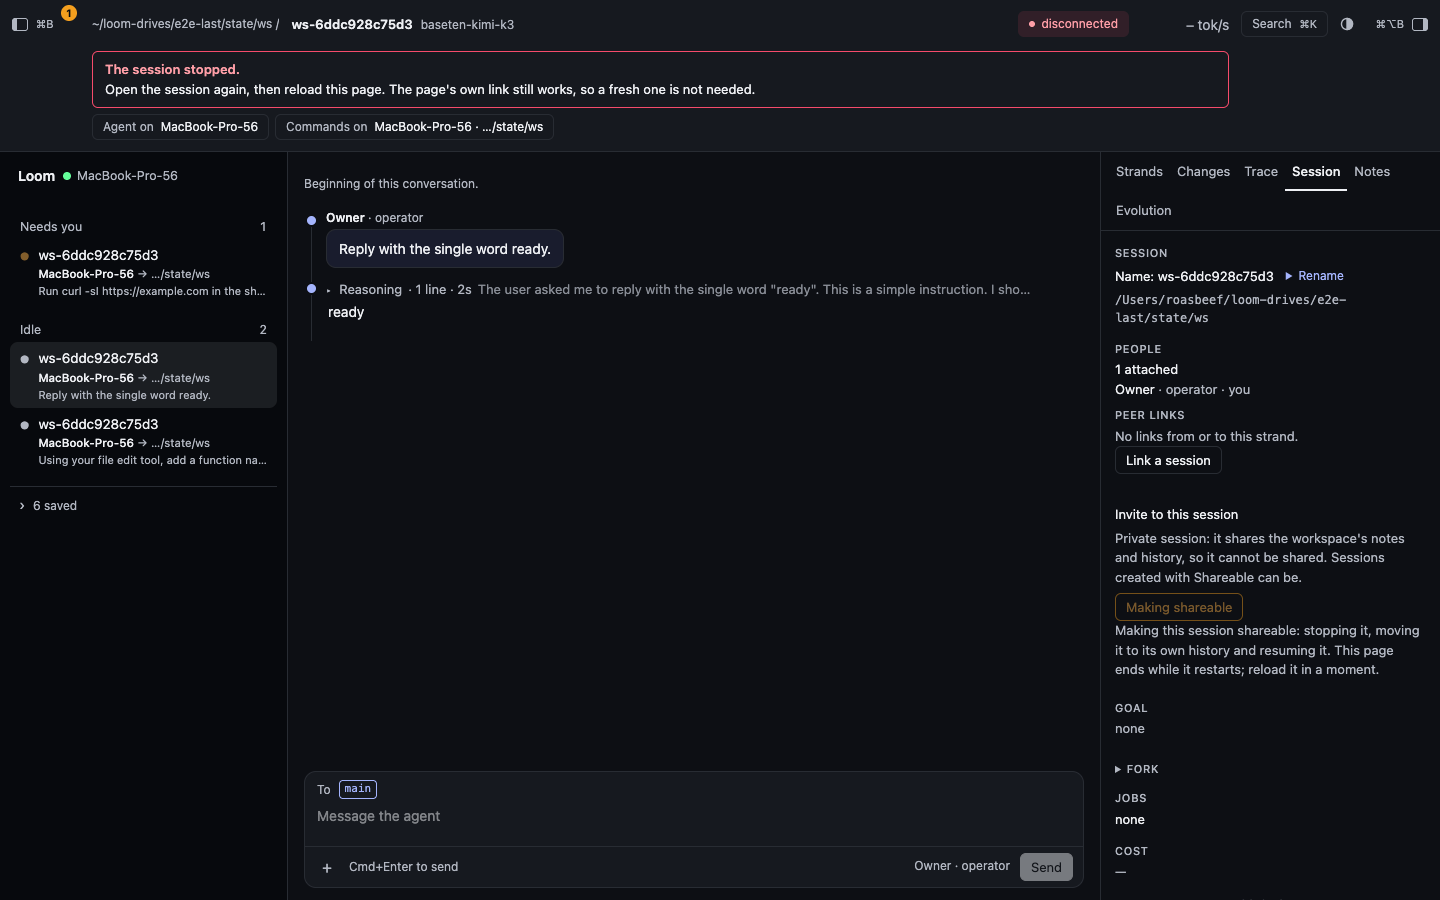 ⌘B
1
~/loom-drives/e2e-last/state/ws / ws-6ddc928c75d3 baseten-kimi-k3
disconnected
– tok/s
Search ⌘K
⌘⌥B
The session stopped.
Open the session again, then reload this page. The page's own link still works, so a fresh one is not needed.
Agent on MacBook-Pro-56
Commands on MacBook-Pro-56 · .../state/ws
Loom MacBook-Pro-56
Needs you 1
ws-6ddc928c75d3
MacBook-Pro-56 → .../state/ws
Run curl -sI https://example.com in the sh...
Idle 2
ws-6ddc928c75d3
MacBook-Pro-56 → .../state/ws
Reply with the single word ready.
ws-6ddc928c75d3
MacBook-Pro-56 → .../state/ws
Using your file edit tool, add a function na...
6 saved
Beginning of this conversation.
Owner · operator
Reply with the single word ready.
Reasoning · 1 line · 2s The user asked me to reply with the single word "ready". This is a simple instruction. I sho...
ready
To main
Message the agent
+ Cmd+Enter to send
Owner · operator
Send
Strands Changes Trace Session Notes
Evolution
SESSION
Name: ws-6ddc928c75d3 Rename
/Users/roasbeef/loom-drives/e2e-
last/state/ws
PEOPLE
1 attached
Owner · operator · you
PEER LINKS
No links from or to this strand.
Link a session
Invite to this session
Private session: it shares the workspace's notes
and history, so it cannot be shared. Sessions
created with Shareable can be.
Making shareable
Making this session shareable: stopping it, moving
it to its own history and resuming it. This page
ends while it restarts; reload it in a moment.
GOAL
none
FORK
JOBS
none
COST
—